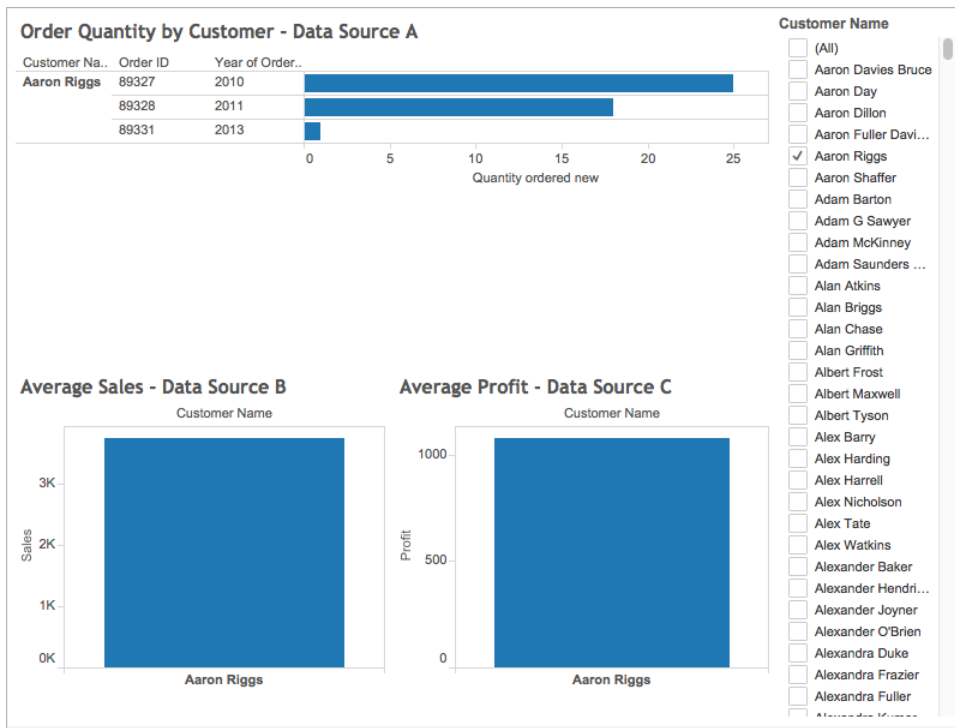 Order Quantity by Customer - Data Source A
Customer Na.. Order ID Year of Order..
Aaron Riggs 89327 2010
89328 2011
89331 2013
0 5 10 15 20 25
Quantity ordered new
Average Sales - Data Source B
Customer Name
3K
2K
1K
0K
Sales
Aaron Riggs
Average Profit - Data Source C
Customer Name
1000
500
0
Profit
Aaron Riggs
Customer Name
(All)
Aaron Davies Bruce
Aaron Day
Aaron Dillon
Aaron Fuller Davi...
Aaron Riggs
Aaron Shaffer
Adam Barton
Adam G Sawyer
Adam McKinney
Adam Saunders ...
Alan Atkins
Alan Briggs
Alan Chase
Alan Griffith
Albert Frost
Albert Maxwell
Albert Tyson
Alex Barry
Alex Harding
Alex Harrell
Alex Nicholson
Alex Tate
Alex Watkins
Alexander Baker
Alexander Hendri...
Alexander Joyner
Alexander O'Brien
Alexandra Duke
Alexandra Frazier
Alexandra Fuller